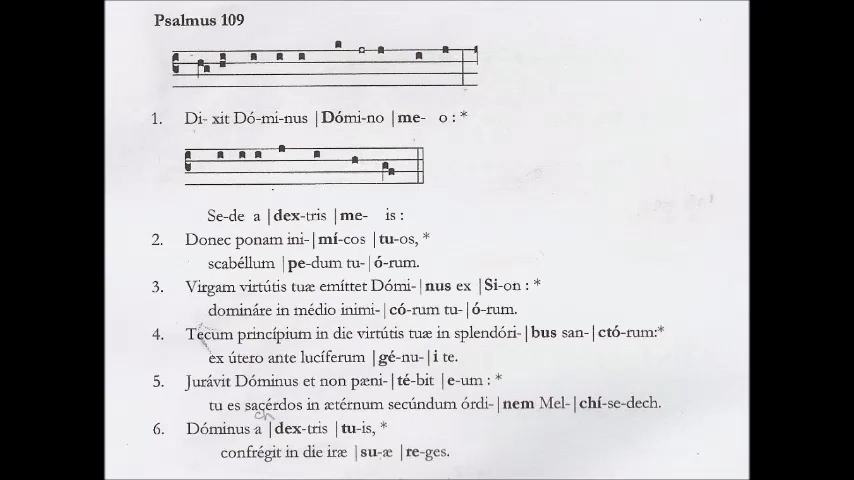 Psalmus 109
1. Di- xit Dó-mi-nus |Dómi-no |me- o : *
Se-de a |dex-tris |me- is :
2. Donec ponam ini-|mí-cos |tu-os, *
scabéllum |pe-dum tu-|ó-rum.
3. Virgam virtútis tuæ emíttet Dómi-|nus ex |Si-on : *
domináre in médio inimi-|có-rum tu-|ó-rum.
4. Tecum princípium in die virtútis tuæ in splendóri-|bus san-|ctó-rum:*
ex útero ante lucíferum |gé-nu-|i te.
5. Jurávit Dóminus et non pæni-|té-bit |e-um : *
tu es sacérdos in ætérnum secúndum órdi-|nem Mel-|chí-se-dech.
ch
6. Dóminus a |dex-tris |tu-is, *
confrégit in die iræ |su-æ |re-ges.